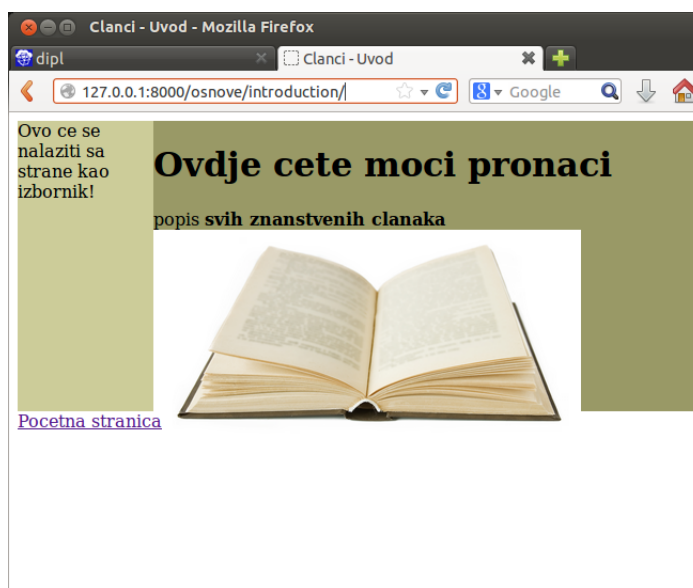 Clanci - Uvod - Mozilla Firefox
dipl
Clanci - Uvod
127.0.0.1:8000/osnove/introduction/
Google
Ovo ce se
nalaziti sa
strane kao
izbornik!
Ovdje cete moci pronaci
popis svih znanstvenih clanaka
Pocetna stranica